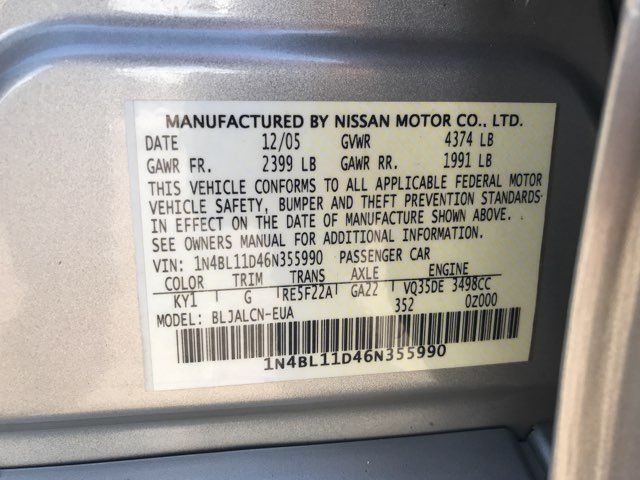 MANUFACTURED BY NISSAN MOTOR CO., LTD.
DATE 12/05 GVWR 4374 LB
GAWR FR. 2399 LB GAWR RR. 1991 LB
THIS VEHICLE CONFORMS TO ALL APPLICABLE FEDERAL MOTOR
VEHICLE SAFETY, BUMPER AND THEFT PREVENTION STANDARDS
IN EFFECT ON THE DATE OF MANUFACTURE SHOWN ABOVE.
SEE OWNERS MANUAL FOR ADDITIONAL INFORMATION.
VIN: 1N4BL11D46N355990 PASSENGER CAR
COLOR TRIM TRANS AXLE ENGINE
KY1 G RE5F22A GA22 VQ35DE 3498CC
MODEL: BLJALCN-EUA 352 0Z000
1N4BL11D46N355990